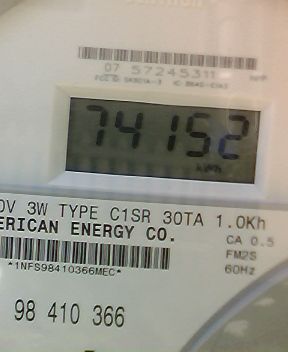 07 57245311
74152
0V 3W TYPE C1SR 30TA 1.0Kh
ERICAN ENERGY CO.
CA 0.5
FM2S
*1NFS98410366MEC*
60Hz
98 410 366